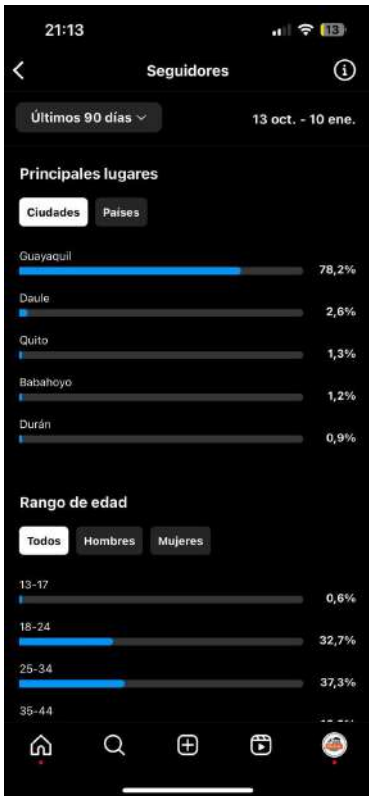 21:13
13
Seguidores
Últimos 90 días
13 oct. - 10 ene.
Principales lugares
Ciudades Países
Guayaquil
78,2%
Daule
2,6%
Quito
1,3%
Babahoyo
1,2%
Durán
0,9%
Rango de edad
Todos Hombres Mujeres
13-17
0,6%
18-24
32,7%
25-34
37,3%
35-44